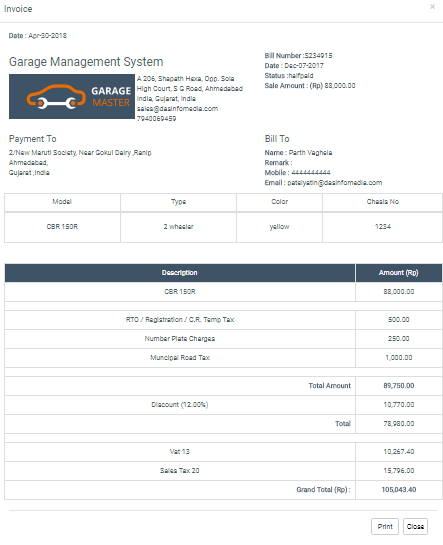 Invoice
×
Date : Apr-30-2018
Garage Management System
GARAGE
MASTER
A 206, Shapath Hexa, Opp. Sola
High Court, S G Road, Ahmedabad
India, Gujarat, India
sales@dasinfomedia.com
7940069459
Bill Number :S234915
Date : Dec-07-2017
Status :halfpaid
Sale Amount : (Rp) 88,000.00
Payment To
2/New Maruti Society, Near Gokul Dairy ,Ranip
Ahmedabad,
Gujarat ,India
Bill To
Name : Parth Vaghela
Remark :
Mobile : 4444444444
Email : patelyatin@dasinfomedia.com
Model Type Color Chasis No
CBR 150R 2 wheeler yellow 1234
Description Amount (Rp)
CBR 150R 88,000.00
RTO / Registration / C.R. Temp Tax 500.00
Number Plate Charges 250.00
Muncipal Road Tax 1,000.00
Total Amount 89,750.00
Discount (12.00%) 10,770.00
Total 78,980.00
Vat 13 10,267.40
Sales Tax 20 15,796.00
Grand Total (Rp) : 105,043.40
Print Close